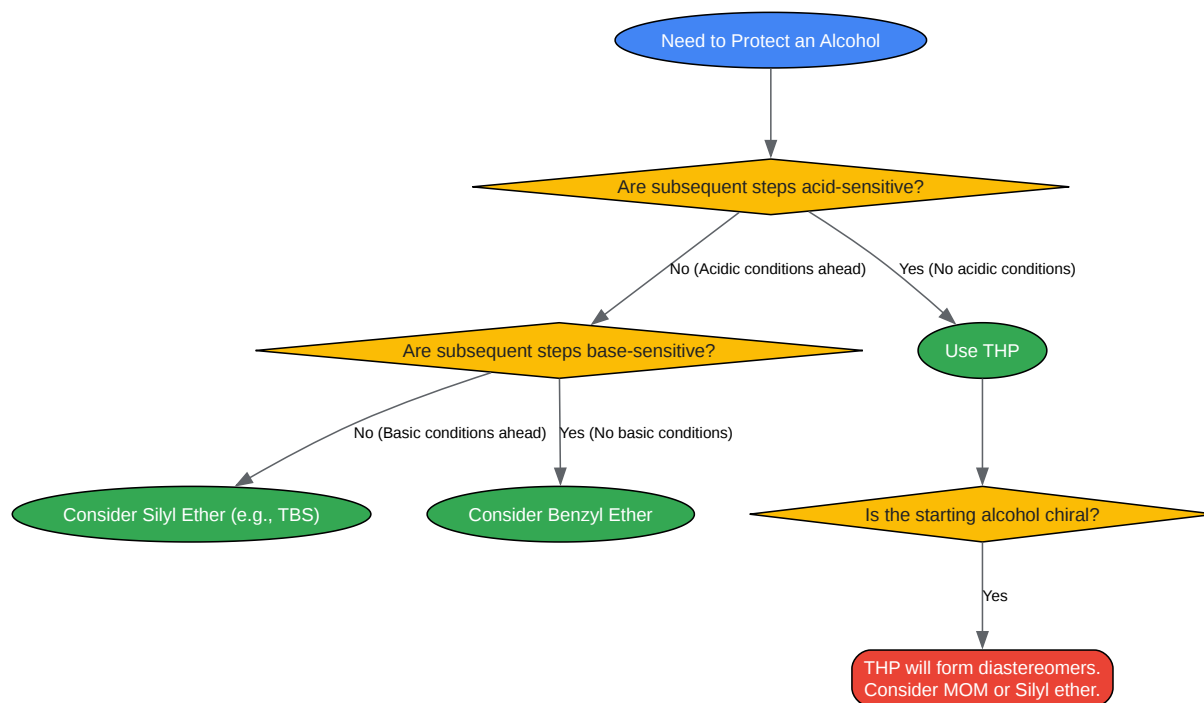 Need to Protect an Alcohol
Are subsequent steps acid-sensitive?
No (Acidic conditions ahead)
Yes (No acidic conditions)
Are subsequent steps base-sensitive?
Use THP
No (Basic conditions ahead)
Yes (No basic conditions)
Consider Silyl Ether (e.g., TBS)
Consider Benzyl Ether
Is the starting alcohol chiral?
Yes
THP will form diastereomers.
Consider MOM or Silyl ether.